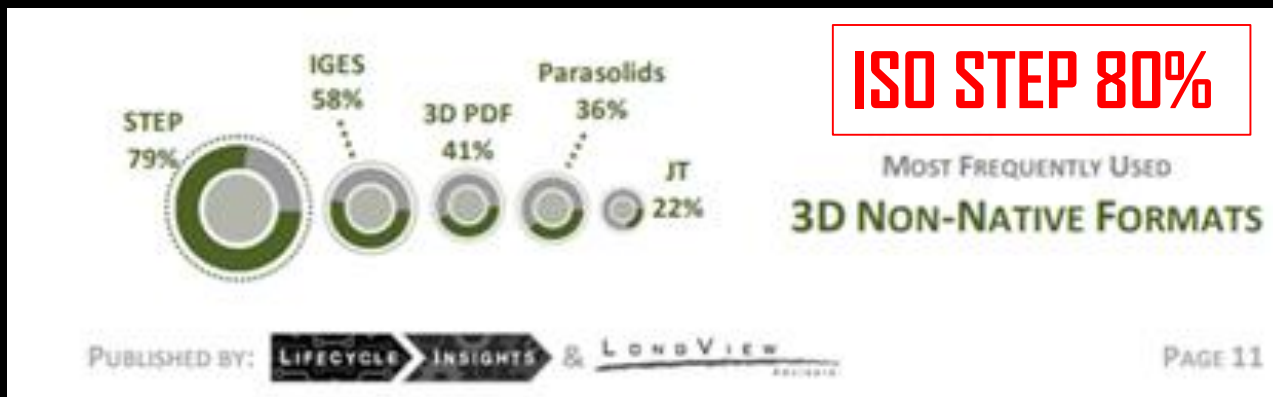 STEP
79%
IGES
58%
3D PDF
41%
Parasolids
36%
JT
22%
ISO STEP 80%
MOST FREQUENTLY USED
3D NON-NATIVE FORMATS
PUBLISHED BY: LIFECYCLE INSIGHTS & LONGVIEW
PAGE 11